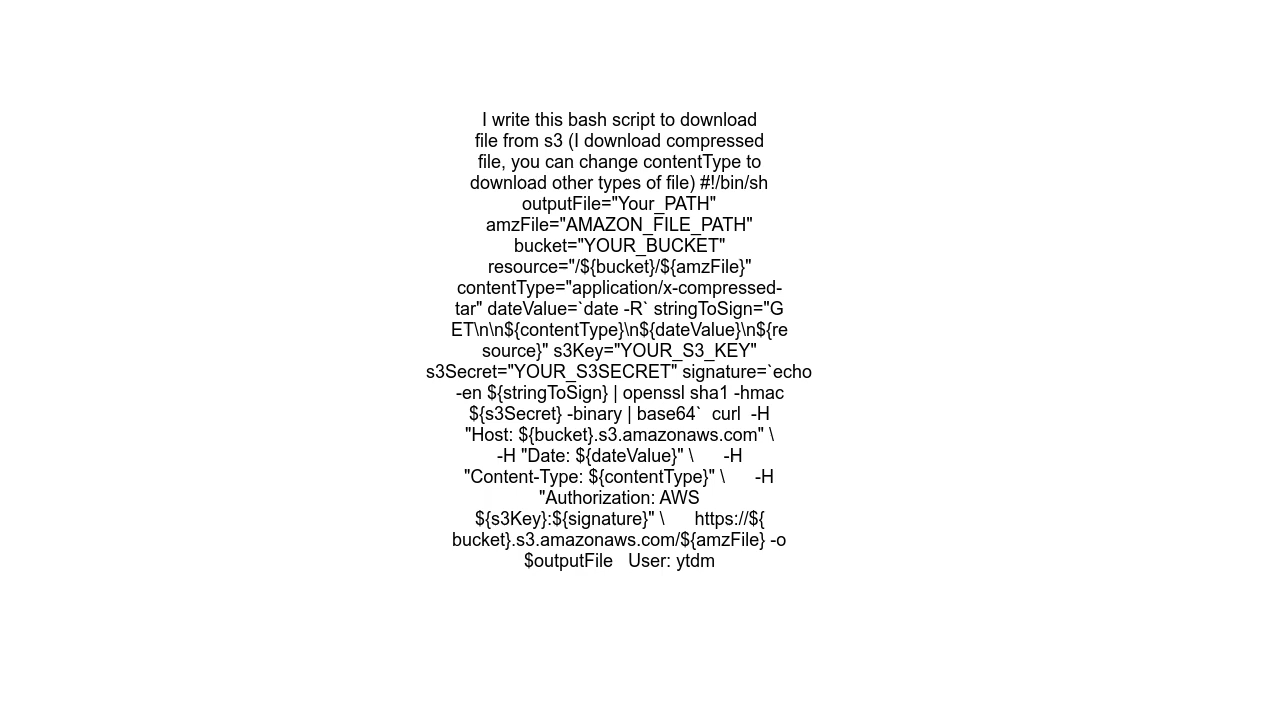 I write this bash script to download
file from s3 (I download compressed
file, you can change contentType to
download other types of file) #!/bin/sh
outputFile="Your_PATH"
amzFile="AMAZON_FILE_PATH"
bucket="YOUR_BUCKET"
resource="/${bucket}/${amzFile}"
contentType="application/x-compressed-
tar" dateValue=`date -R` stringToSign="G
ET\n\n${contentType}\n${dateValue}\n${re
source}" s3Key="YOUR_S3_KEY"
s3Secret="YOUR_S3SECRET" signature=`echo
-en ${stringToSign} | openssl sha1 -hmac
${s3Secret} -binary | base64`  curl  -H
"Host: ${bucket}.s3.amazonaws.com" \
-H "Date: ${dateValue}" \      -H
"Content-Type: ${contentType}" \      -H
"Authorization: AWS
${s3Key}:${signature}" \      https://${
bucket}.s3.amazonaws.com/${amzFile} -o
$outputFile   User: ytdm